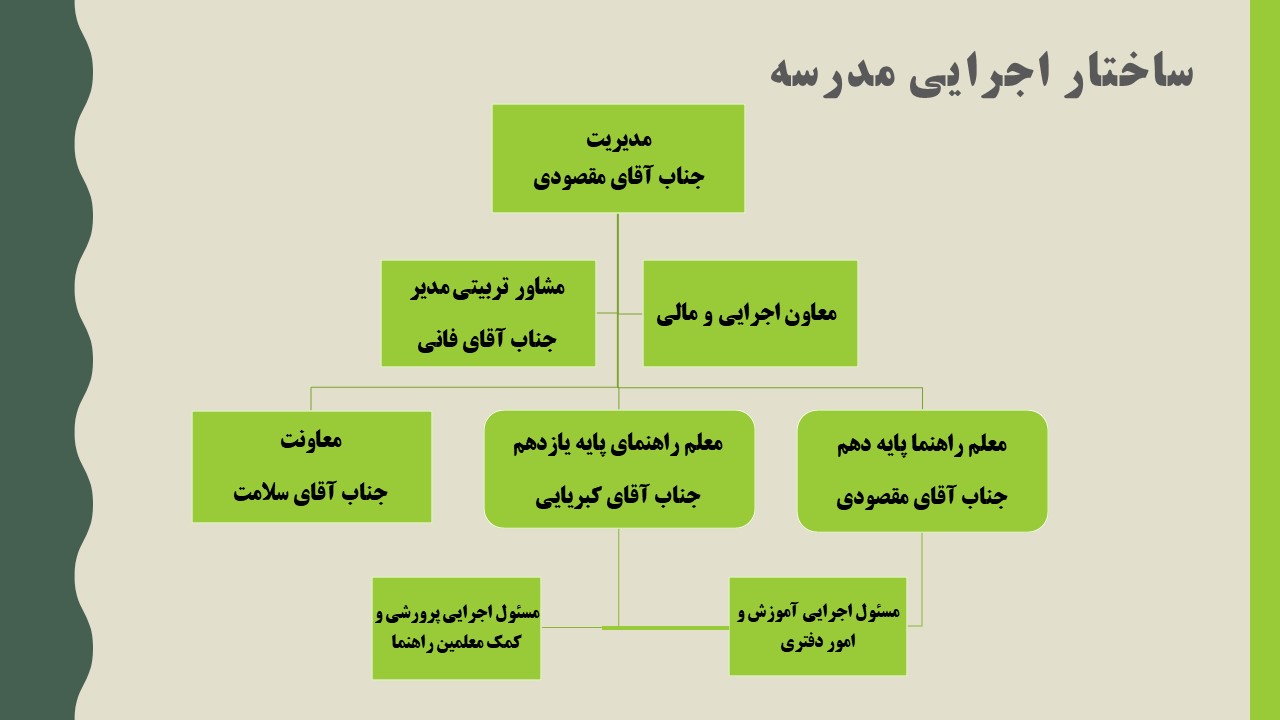 ساختار اجرایی مدرسه
مدیریت
جناب آقای مقصودی
معاون اجرایی و مالی
مشاور تربیتی مدیر
جناب آقای فانی
معلم راهنما پایه دهم
جناب آقای مقصودی
معلم راهنمای پایه یازدهم
جناب آقای کبریایی
معاونت
جناب آقای سلامت
مسئول اجرایی آموزش و
امور دفتری
مسئول اجرایی پرورشی و
کمک معلمین راهنما